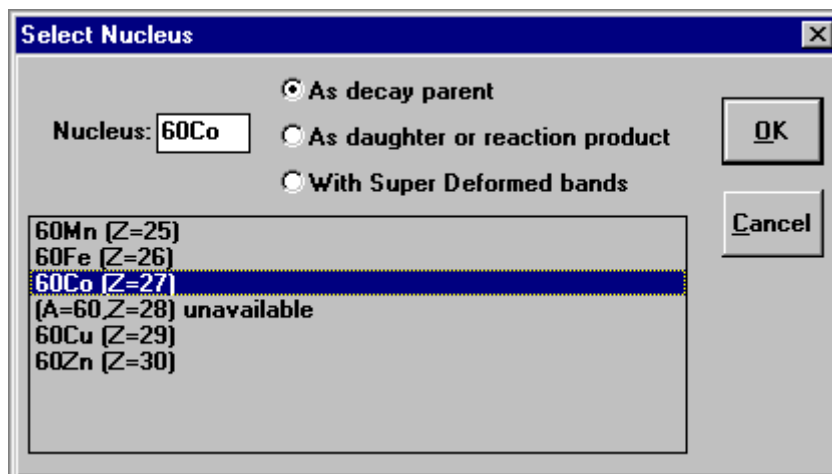 Select Nucleus
As decay parent
Nucleus: 60Co
As daughter or reaction product
With Super Deformed bands
OK
Cancel
60Mn (Z=25)
60Fe (Z=26)
60Co (Z=27)
(A=60,Z=28) unavailable
60Cu (Z=29)
60Zn (Z=30)